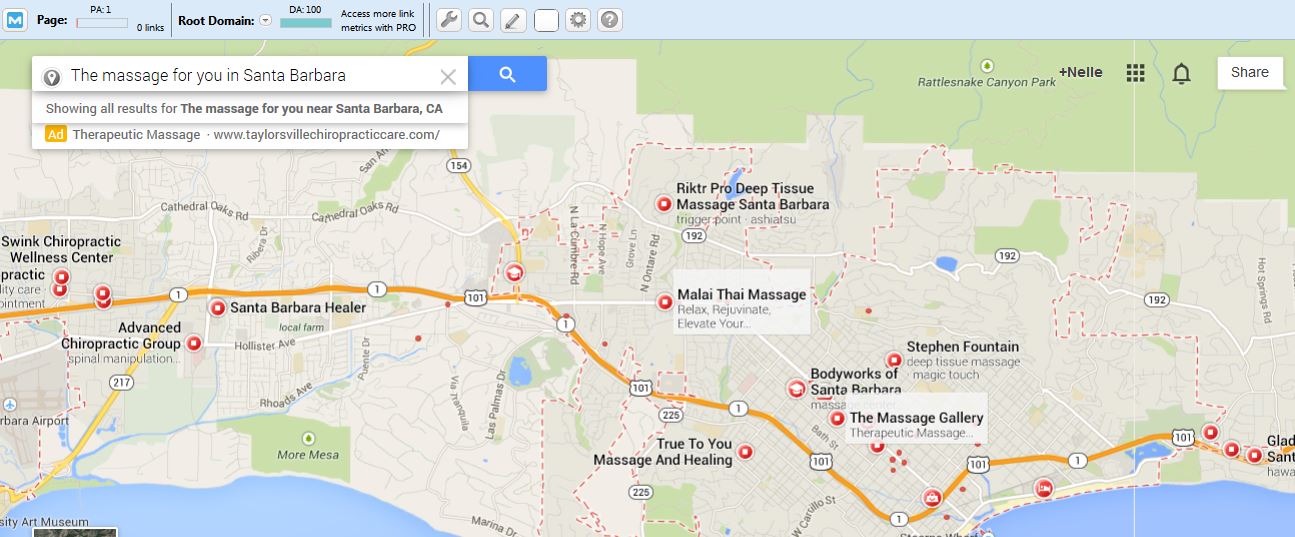 Page:
PA: 1
0 links
Root Domain:
DA: 100
Access more link
metrics with PRO
The massage for you in Santa Barbara
+Nelle
Share
Showing all results for The massage for you near Santa Barbara, CA
Ad Therapeutic Massage · www.taylorsvillechiropracticcare.com/
Rattlesnake Canyon Park
154
San
Cathedral Oaks Rd
Cathedral Oaks Rd
Ribera Dr
N La Cumbre Rd
N Hope Ave
Grove Ln
N Ontare Rd
Riktr Pro Deep Tissue
Massage Santa Barbara
trigger point · ashiatsu
192
192
192
Hot Springs Rd
Swink Chiropractic
Wellness Center
practic
lity care
ointment
1
1
101
Santa Barbara Healer
local farm
Advanced
Chiropractic Group
spinal manipulation...
Hollister Ave
Puente Dr
1
Malai Thai Massage
Relax, Rejuvinate,
Elevate Your...
Stephen Fountain
deep tissue massage
magic touch
217
Rhoads Ave
Via Tranquila
Las Palmas Dr
101
225
1
Bodyworks of
Santa Barbara
massa
The Massage Gallery
Therapeutic Massage...
Bath St
rbara Airport
More Mesa
True To You
Massage And Healing
101
101
1
101
Glad
Sant
hawa
225
W Carrillo St
1
sity Art Museum
Marina Dr
Stearns Wharf